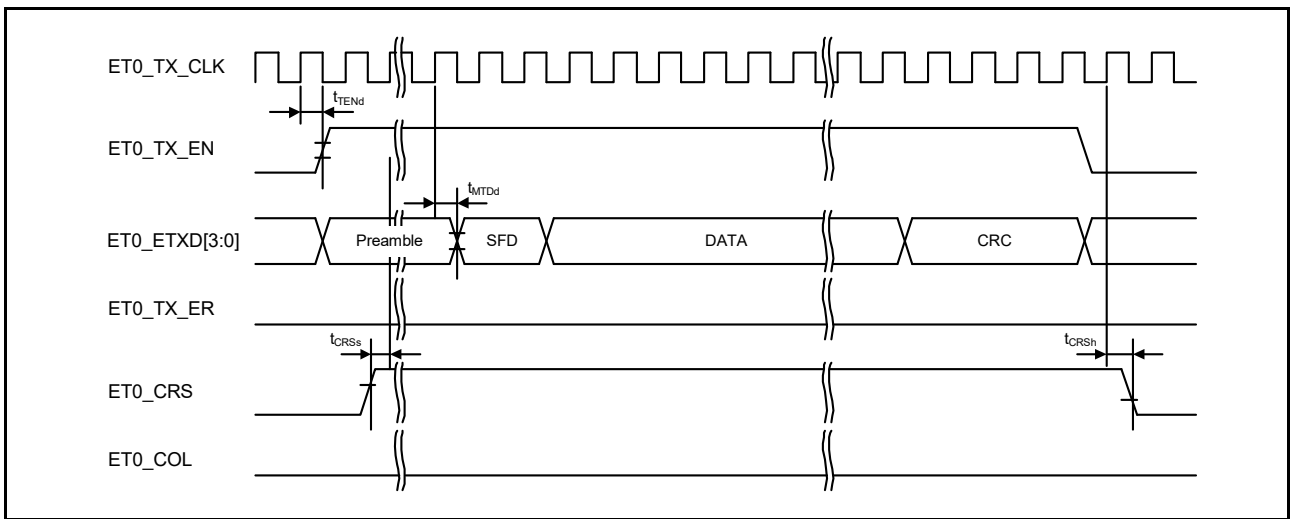 ET0_TX_CLK
tTENd
ET0_TX_EN
tMTDd
ET0_ETXD[3:0] Preamble SFD DATA CRC
ET0_TX_ER
tCRSs tCRSh
ET0_CRS
ET0_COL